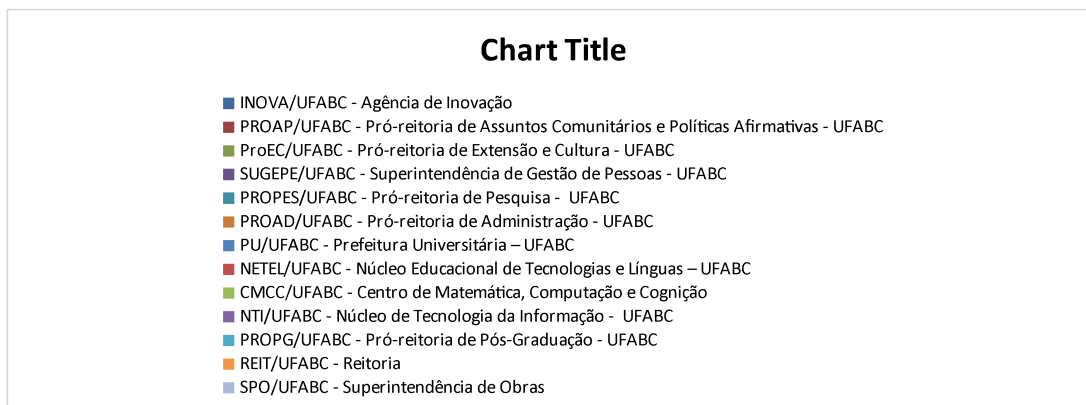 Chart Title
INOVA/UFABC - Agência de Inovação
PROAP/UFABC - Pró-reitoria de Assuntos Comunitários e Políticas Afirmativas - UFABC
ProEC/UFABC - Pró-reitoria de Extensão e Cultura - UFABC
SUGEPE/UFABC - Superintendência de Gestão de Pessoas - UFABC
PROPES/UFABC - Pró-reitoria de Pesquisa -  UFABC
PROAD/UFABC - Pró-reitoria de Administração - UFABC
PU/UFABC - Prefeitura Universitária – UFABC
NETEL/UFABC - Núcleo Educacional de Tecnologias e Línguas – UFABC
CMCC/UFABC - Centro de Matemática, Computação e Cognição
NTI/UFABC - Núcleo de Tecnologia da Informação -  UFABC
PROPG/UFABC - Pró-reitoria de Pós-Graduação - UFABC
REIT/UFABC - Reitoria
SPO/UFABC - Superintendência de Obras